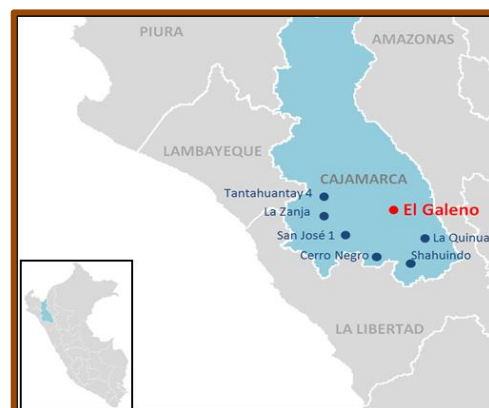 PIURA
AMAZONAS
LAMBAYEQUE
CAJAMARCA
Tantahuantay 4
El Galeno
La Zanja
San José 1
La Quinua
Cerro Negro
Shahuindo
LA LIBERTAD